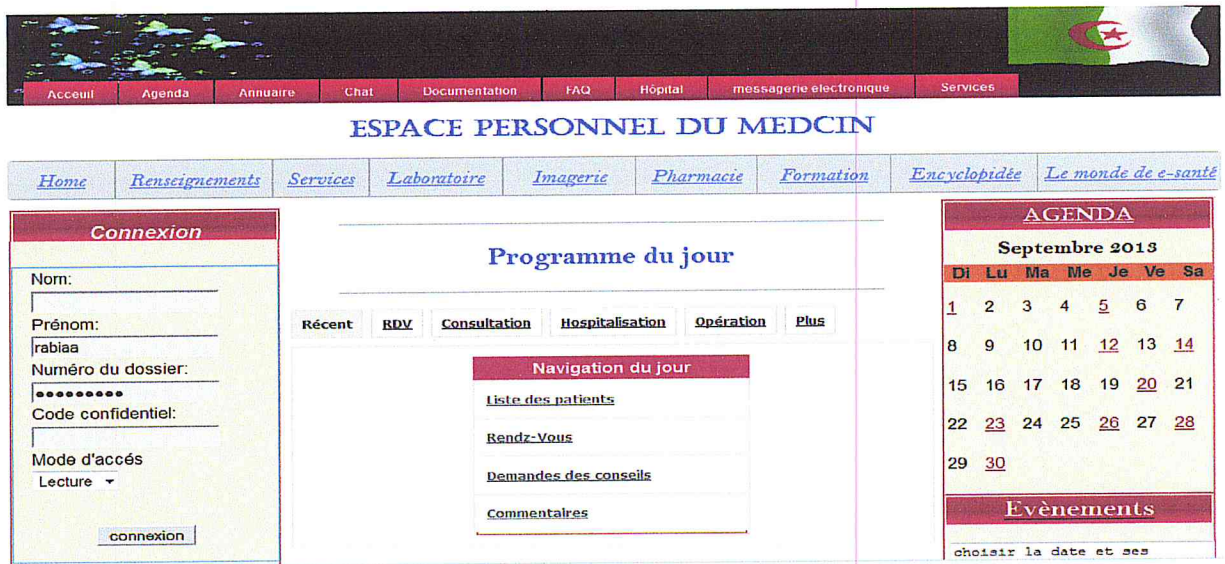 Acceuil Agenda Annuaire Chat Documentation FAQ Hôpital messagerie electronique Services
ESPACE PERSONNEL DU MEDCIN
Home Renseignements Services Laboratoire Imagerie Pharmacie Formation Encyclopidée Le monde de e-santé
Connexion
Nom:
Prénom:
rabiaa
Numéro du dossier:
•••••••••
Code confidentiel:
Mode d'accés
Lecture
connexion
Programme du jour
Récent RDV Consultation Hospitalisation Opération Plus
Navigation du jour
Liste des patients
Rendz-Vous
Demandes des conseils
Commentaires
AGENDA
Septembre 2013
Di Lu Ma Me Je Ve Sa
1 2 3 4 5 6 7
8 9 10 11 12 13 14
15 16 17 18 19 20 21
22 23 24 25 26 27 28
29 30
Evènements
choisir la date et ses